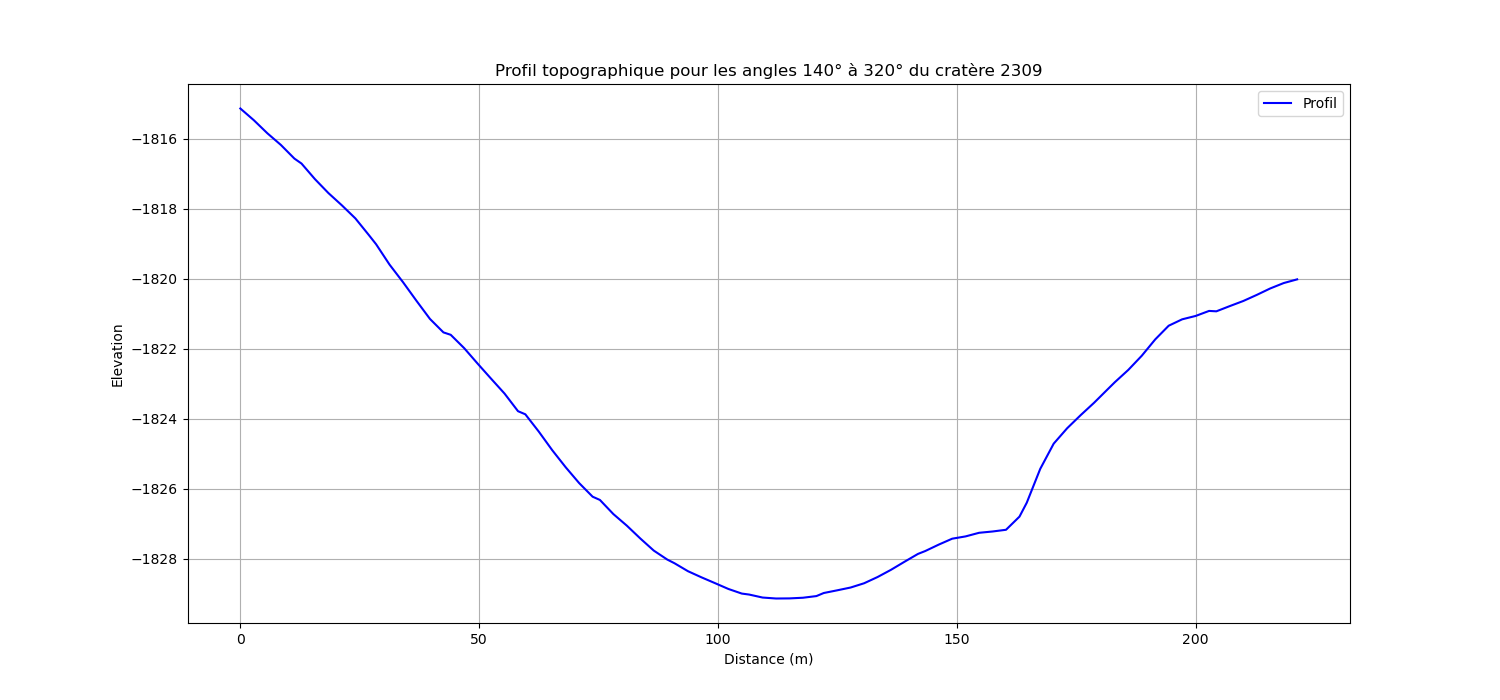 Profil topographique pour les angles 140° à 320° du cratère 2309
Profil
−1816
−1818
−1820
−1822
−1824
−1826
−1828
Elevation
0 50 100 150 200
Distance (m)